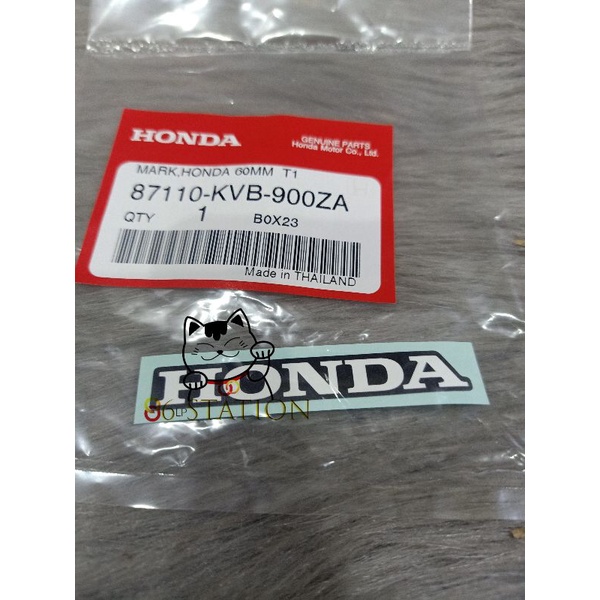 HONDA
GENUINE PARTS
Honda Motor Co., Ltd.
MARK,HONDA 60MM T1
87110-KVB-900ZA
QTY 1 B0X23
Made in THAILAND
HONDA
96LP STATION